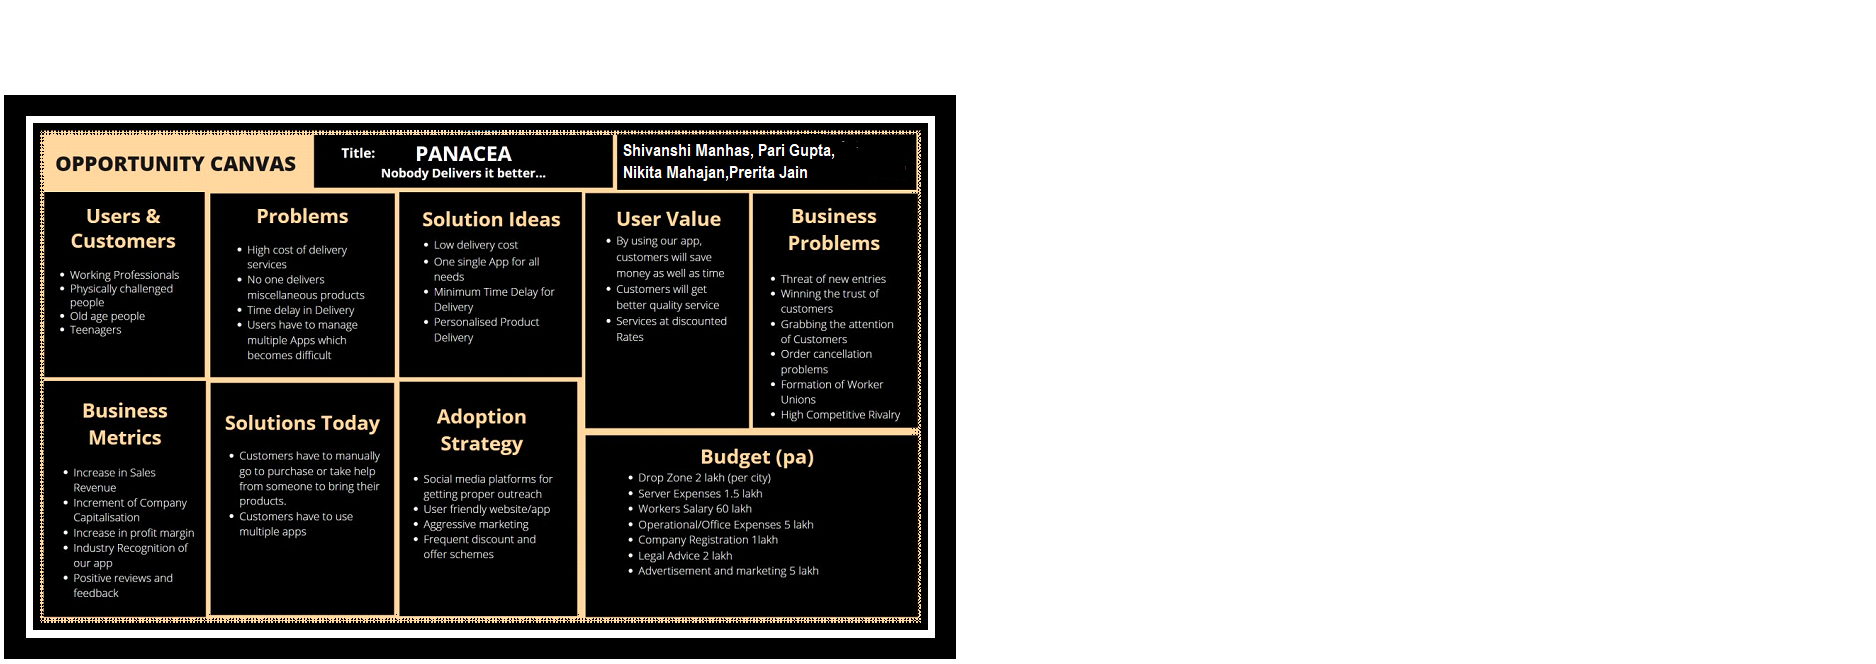 OPPORTUNITY CANVAS
Title:
PANACEA
Nobody Delivers it better...
Shivanshi Manhas, Pari Gupta,
Nikita Mahajan,Prerita Jain
Users &
Customers
• Working Professionals
• Physically challenged
people
• Old age people
• Teenagers
Problems
• High cost of delivery
services
• No one delivers
miscellaneous products
• Time delay in Delivery
• Users have to manage
multiple Apps which
becomes difficult
Solution Ideas
• Low delivery cost
• One single App for all
needs
• Minimum Time Delay for
Delivery
• Personalised Product
Delivery
User Value
• By using our app,
customers will save
money as well as time
• Customers will get
better quality service
• Services at discounted
Rates
Business
Problems
• Threat of new entries
• Winning the trust of
customers
• Grabbing the attention
of Customers
• Order cancellation
problems
• Formation of Worker
Unions
• High Competitive Rivalry
Business
Metrics
• Increase in Sales
Revenue
• Increment of Company
Capitalisation
• Increase in profit margin
• Industry Recognition of
our app
• Positive reviews and
feedback
Solutions Today
• Customers have to manually
go to purchase or take help
from someone to bring their
products.
• Customers have to use
multiple apps
Adoption
Strategy
• Social media platforms for
getting proper outreach
• User friendly website/app
• Aggressive marketing
• Frequent discount and
offer schemes
Budget (pa)
• Drop Zone 2 lakh (per city)
• Server Expenses 1.5 lakh
• Workers Salary 60 lakh
• Operational/Office Expenses 5 lakh
• Company Registration 1lakh
• Legal Advice 2 lakh
• Advertisement and marketing 5 lakh